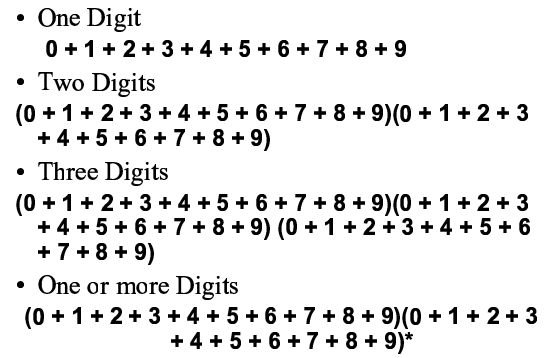 • One Digit
0 + 1 + 2 + 3 + 4 + 5 + 6 + 7 + 8 + 9
• Two Digits
(0 + 1 + 2 + 3 + 4 + 5 + 6 + 7 + 8 + 9)(0 + 1 + 2 + 3
+ 4 + 5 + 6 + 7 + 8 + 9)
• Three Digits
(0 + 1 + 2 + 3 + 4 + 5 + 6 + 7 + 8 + 9)(0 + 1 + 2 + 3
+ 4 + 5 + 6 + 7 + 8 + 9) (0 + 1 + 2 + 3 + 4 + 5 + 6
+ 7 + 8 + 9)
• One or more Digits
(0 + 1 + 2 + 3 + 4 + 5 + 6 + 7 + 8 + 9)(0 + 1 + 2 + 3
+ 4 + 5 + 6 + 7 + 8 + 9)*